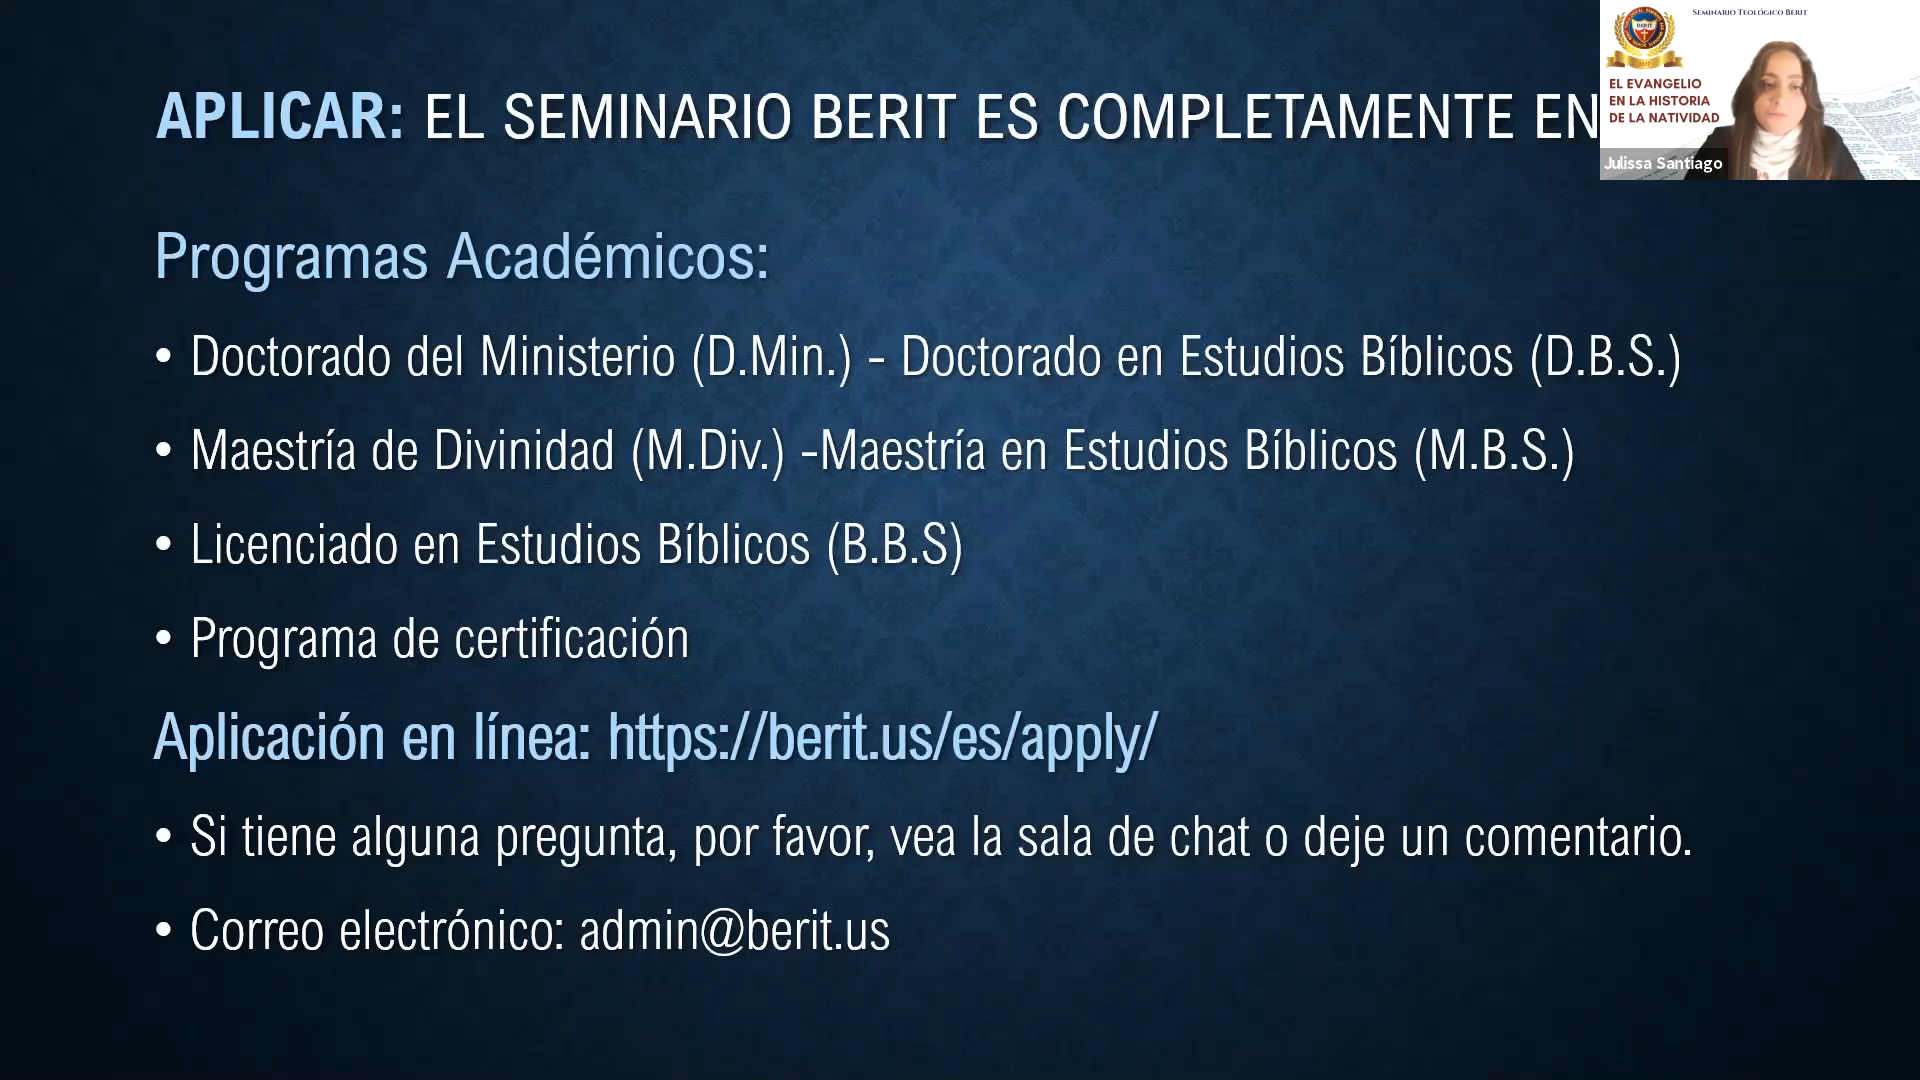 APLICAR: EL SEMINARIO BERIT ES COMPLETAMENTE EN
SEMINARIO TEOLÓGICO BERIT
BERIT
EL EVANGELIO
EN LA HISTORIA
DE LA NATIVIDAD
Julissa Santiago
Programas Académicos:
• Doctorado del Ministerio (D.Min.) - Doctorado en Estudios Bíblicos (D.B.S.)
• Maestría de Divinidad (M.Div.) -Maestría en Estudios Bíblicos (M.B.S.)
• Licenciado en Estudios Bíblicos (B.B.S)
• Programa de certificación
Aplicación en línea: https://berit.us/es/apply/
• Si tiene alguna pregunta, por favor, vea la sala de chat o deje un comentario.
• Correo electrónico: admin@berit.us